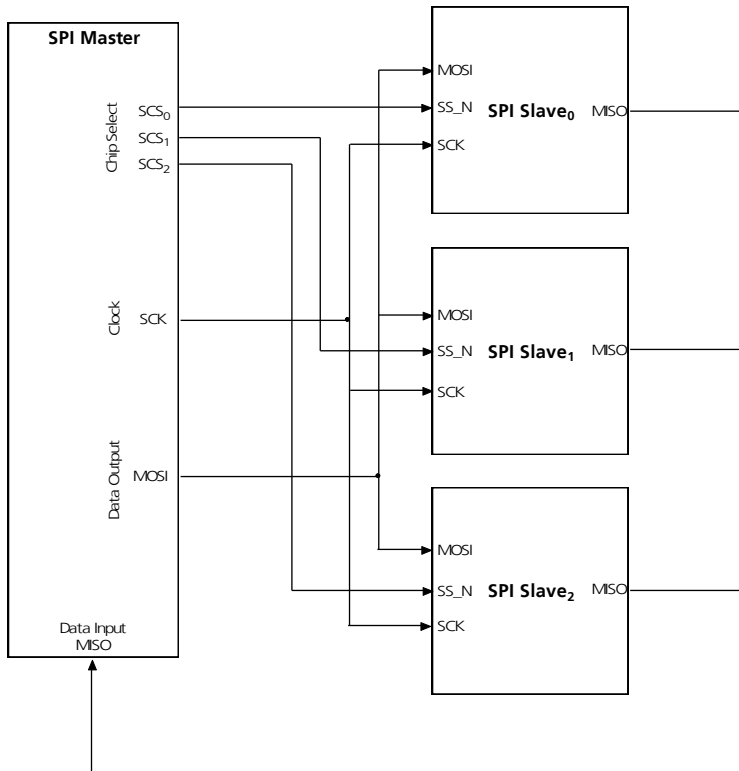 SPI Master
Chip Select
SCS0
SCS1
SCS2
Clock
SCK
Data Output
MOSI
Data Input
MISO
MOSI
SS_N
SCK
SPI Slave0
MISO
MOSI
SS_N
SCK
SPI Slave1
MISO
MOSI
SS_N
SCK
SPI Slave2
MISO